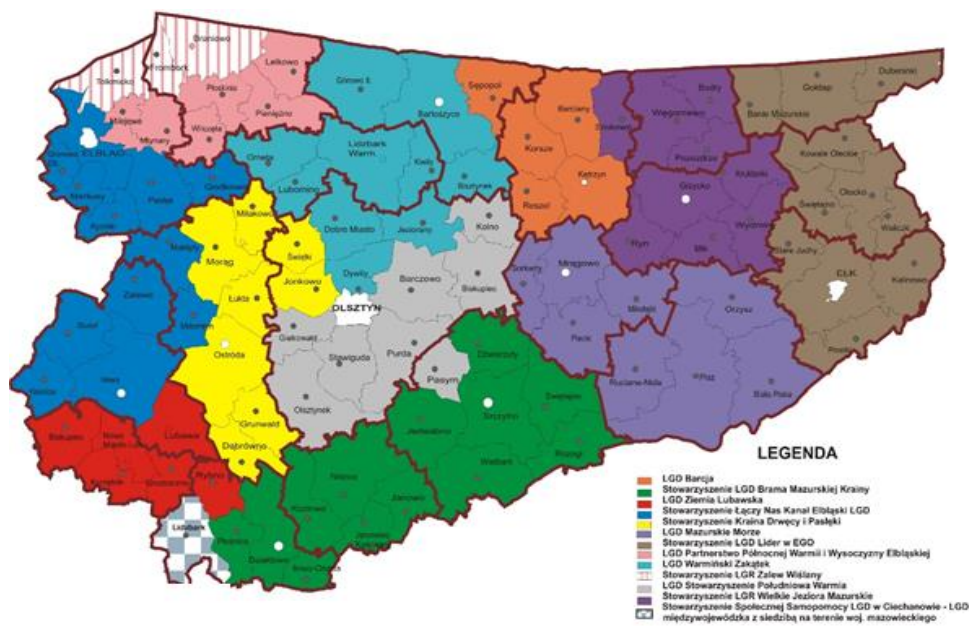 Braniewo
Frombork
Tolkmicko
Lelkowo
Płoskinia
Pieniężno
Milejewo
Młynary
Wilczęta
Górowo Ił.
Bartoszyce
Sępopol
Barciany
Srokowo
Korsze
Kętrzyn
Reszel
Węgorzewo
Budry
Pozezdrze
Banie Mazurskie
Gołdap
Dubeninki
Kowale Oleckie
Olecko
Świętajno
Wieliczki
ELBLĄG
Markusy
Pasłęk
Rychliki
Godkowo
Orneta
Lidzbark
Warm.
Kiwity
Lubomino
Bisztynek
Dobre Miasto
Jeziorany
Kolno
Giżycko
Kruklanki
Wydminy
Ryn
Miłki
Stare Juchy
EŁK
Kalinowo
Prostki
Miłakowo
Morąg
Małdyty
Świątki
Jonkowo
Dywity
Barczewo
Biskupiec
Sorkwity
Mrągowo
Mikołajki
Orzysz
Piecki
Zalewo
Łukta
OLSZTYN
Gietrzwałd
Stawiguda
Purda
Pasym
Dźwierzuty
Ruciane-Nida
Pisz
Biała Piska
Susz
Iława
Miłomłyn
Ostróda
Olsztynek
Grunwald
Dąbrówno
Szczytno
Świętajno
Jedwabno
Wielbark
Rozogi
Biskupiec
Nowe
Lubawa
Kurzętnik
Grodziczno
Rybno
Lidzbark
Płośnica
Działdowo
Iłowo-Osada
Kozłowo
Nidzica
Janowo
LEGENDA
LGD Barcja
Stowarzyszenie LGD Brama Mazurskiej Krainy
LGD Ziemia Lubawska
Stowarzyszenie Łączy Nas Kanał Elbląski LGD
Stowarzyszenie Kraina Drwęcy i Pasłęki
LGD Mazurskie Morze
Stowarzyszenie LGD Lider w EGO
LGD Partnerstwo Północnej Warmii i Wysoczyzny Elbląskiej
LGD Warmiński Zakątek
Stowarzyszenie LGR Zalew Wiślany
LGD Stowarzyszenie Południowa Warmia
Stowarzyszenie LGR Wielkie Jeziora Mazurskie
Stowarzyszenie Społecznej Samopomocy LGD w Ciechanowie - LGD
międzywojewódzka z siedzibą na terenie woj. mazowieckiego